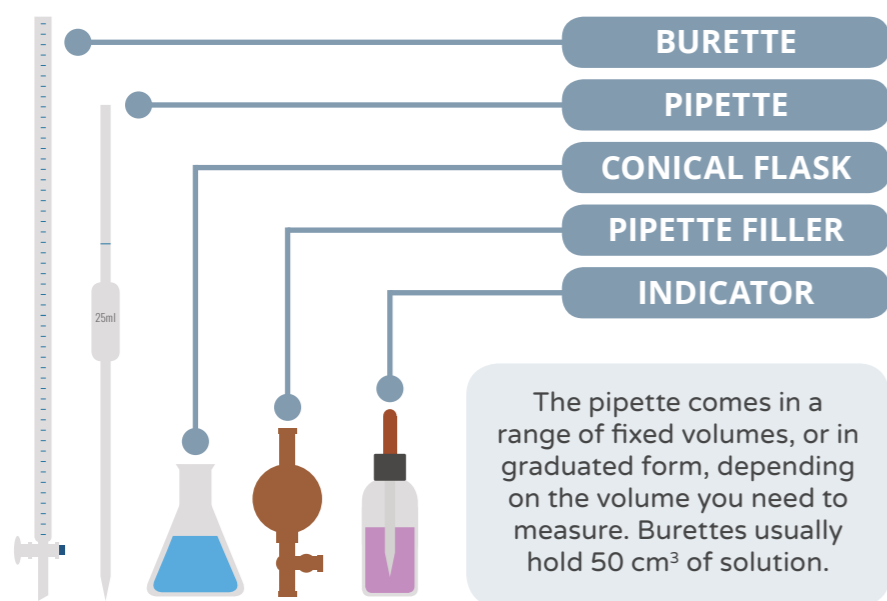 BURETTE
PIPETTE
CONICAL FLASK
PIPETTE FILLER
INDICATOR
25ml
The pipette comes in a
range of fixed volumes, or in
graduated form, depending
on the volume you need to
measure. Burettes usually
hold 50 cm³ of solution.